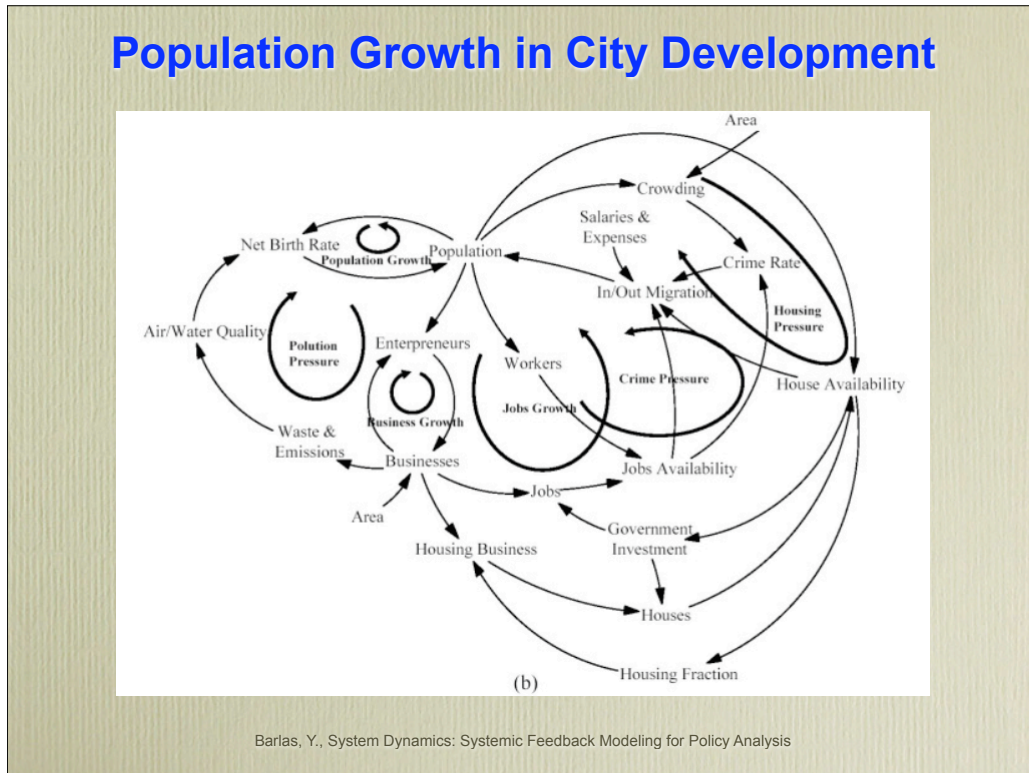 Population Growth in City Development
Area
Crowding
Salaries &
Expenses
Net Birth Rate
Population Growth
Population
Crime Rate
In/Out Migration
Housing
Pressure
Air/Water Quality
Polution
Pressure
Enterpreneurs
Workers
Crime Pressure
House Availability
Jobs Growth
Business Growth
Waste &
Emissions
Businesses
Jobs Availability
Jobs
Area
Government
Investment
Housing Business
Houses
Housing Fraction
(b)
Barlas, Y., System Dynamics: Systemic Feedback Modeling for Policy Analysis